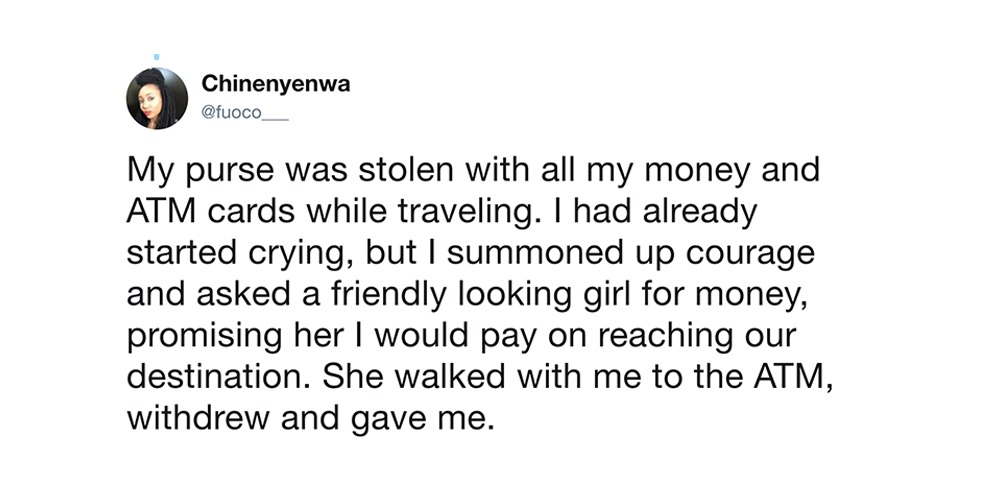 Chinenyenwa
@fuoco___
My purse was stolen with all my money and
ATM cards while traveling. I had already
started crying, but I summoned up courage
and asked a friendly looking girl for money,
promising her I would pay on reaching our
destination. She walked with me to the ATM,
withdrew and gave me.